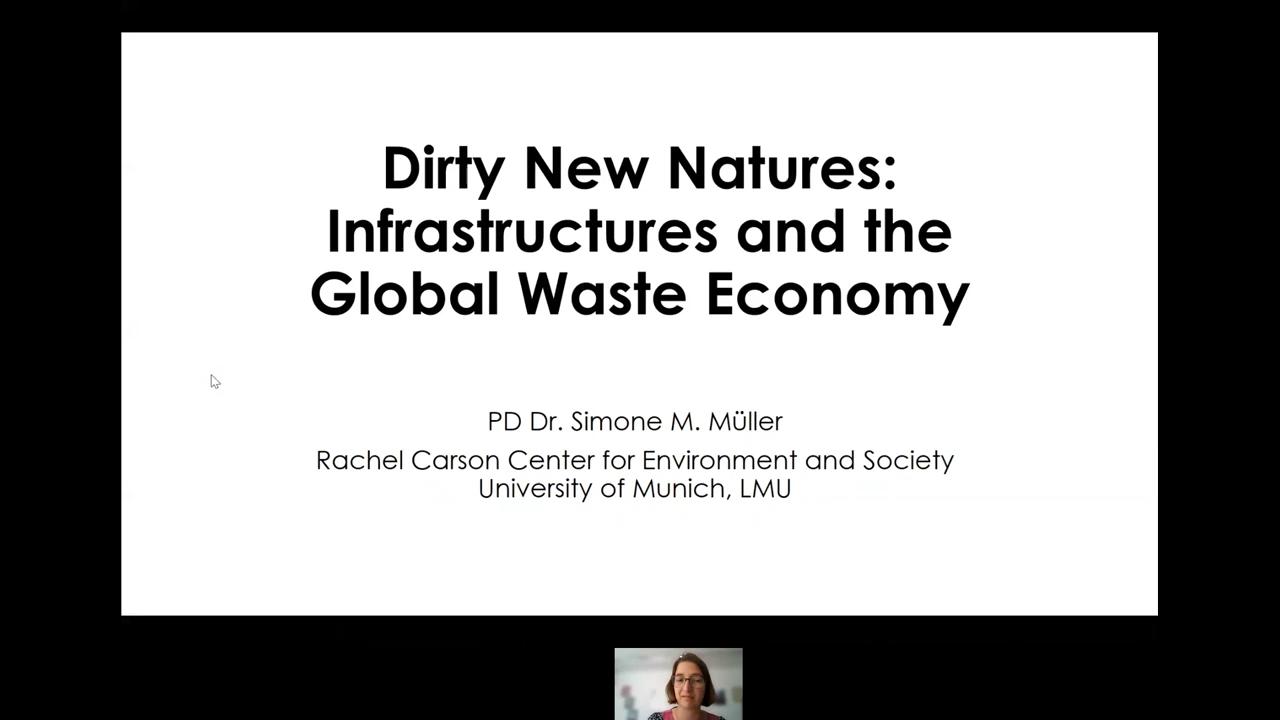 Dirty New Natures:
Infrastructures and the
Global Waste Economy
PD Dr. Simone M. Müller
Rachel Carson Center for Environment and Society
University of Munich, LMU